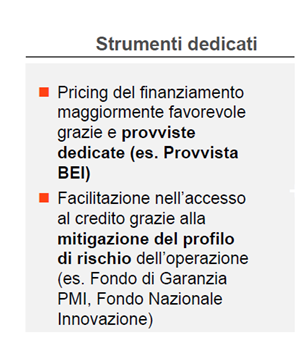 Strumenti dedicati
Pricing del finanziamento
maggiormente favorevole
grazie e provviste
dedicate (es. Provvista
BEI)
Facilitazione nell'accesso
al credito grazie alla
mitigazione del profilo
di rischio dell'operazione
(es. Fondo di Garanzia
PMI, Fondo Nazionale
Innovazione)